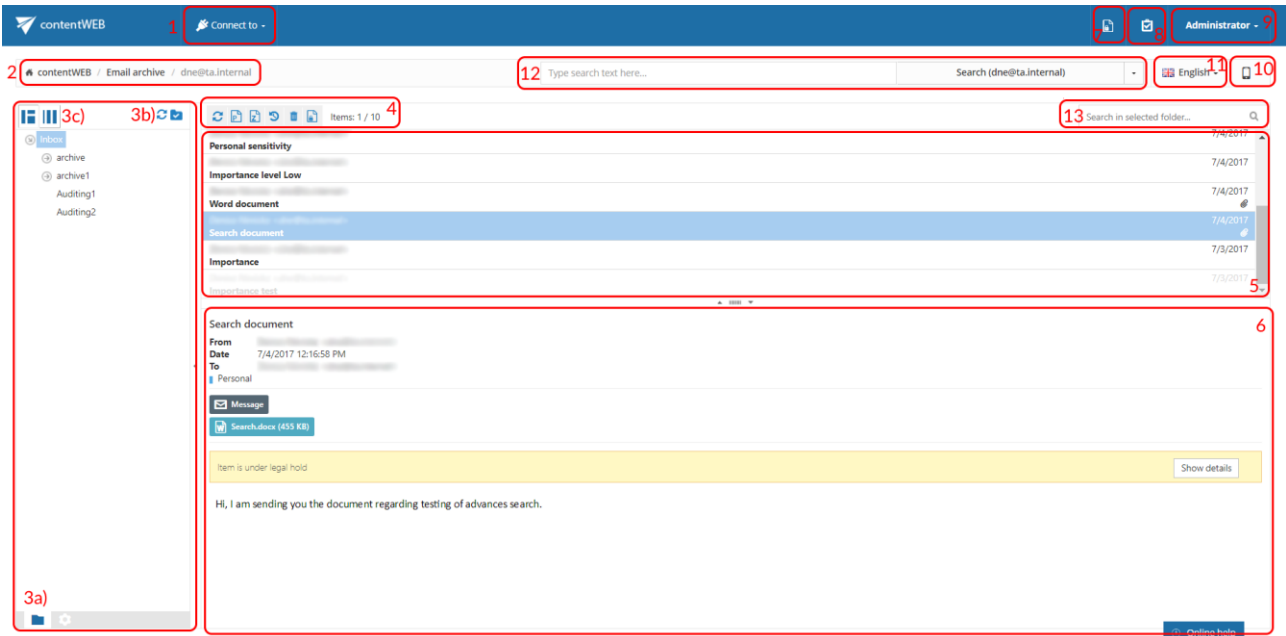 contentWEB
1 Connect to
7
8
Administrator 9
2 contentWEB / Email archive / dne@ta.internal
12 Type search text here...
Search (dne@ta.internal)
English 11
10
3c) 3b)
Items: 1 / 10 4
13 Search in selected folder...
Inbox
archive
archive1
Auditing1
Auditing2
7/4/2017
Personal sensitivity
7/4/2017
Importance level Low
7/4/2017
Word document
7/4/2017
Search document
7/3/2017
Importance
7/3/2017
Importance test
5
6
Search document
From
Date 7/4/2017 12:16:58 PM
To
Personal
Message
Search.docx (455 KB)
Item is under legal hold
Show details
Hi, I am sending you the document regarding testing of advances search.
3a)
Online help